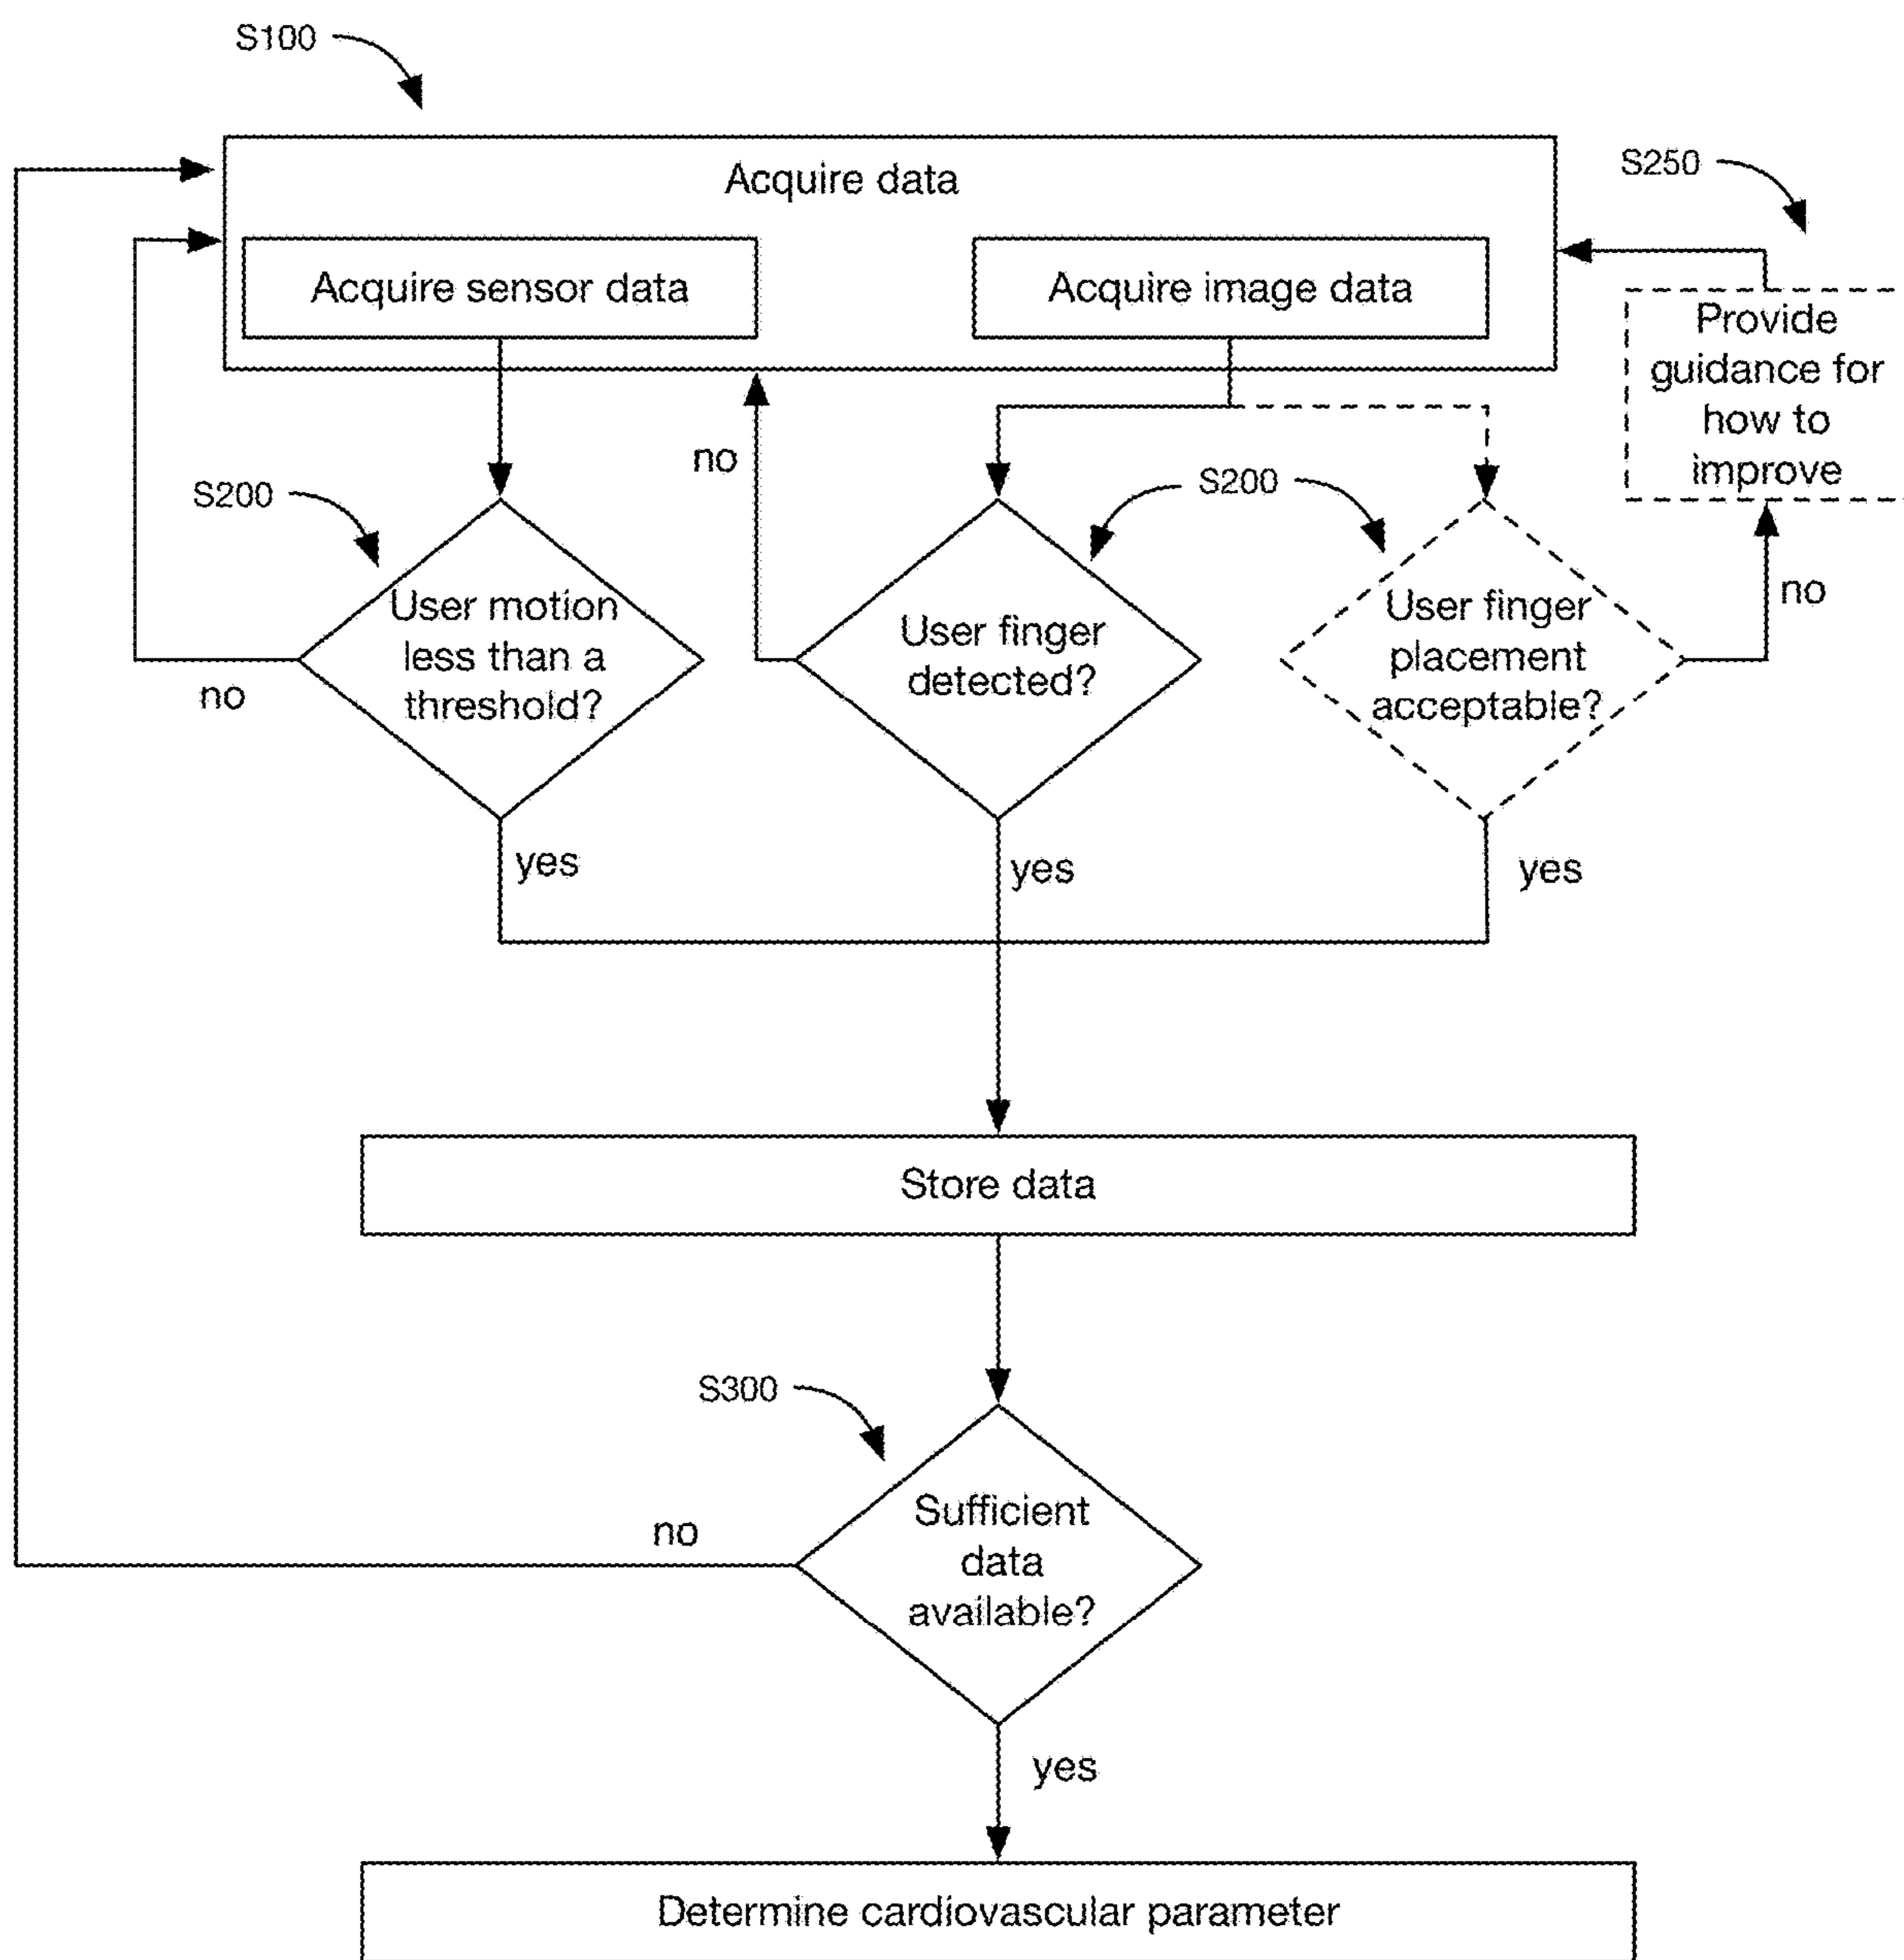 S100
Acquire data
S250
Acquire sensor data
Acquire image data
Provide
guidance for
how to
improve
no
S200
S200
User motion
less than a
threshold?
User finger
detected?
User finger
placement
acceptable?
no
no
yes
yes
yes
Store data
S300
Sufficient
data
available?
no
yes
Determine cardiovascular parameter